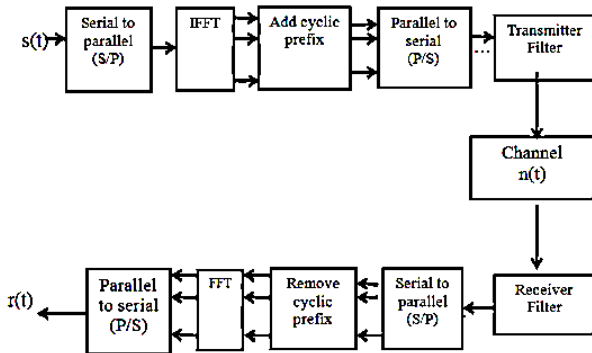 s(t)
Serial to
parallel
(S/P)
IFFT
Add cyclic
prefix
Parallel to
serial
(P/S)
...
Transmitter
Filter
Channel
n(t)
r(t)
Parallel
to serial
(P/S)
FFT
Remove
cyclic
prefix
Serial to
parallel
(S/P)
Receiver
Filter